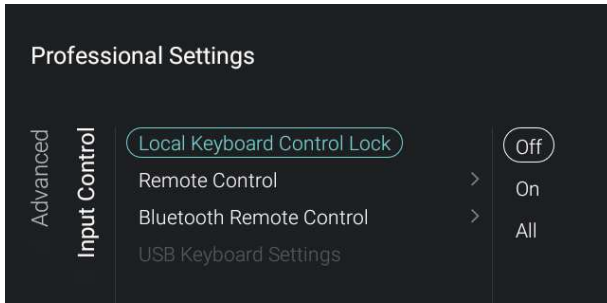 Professional Settings
Advanced
Input Control
Local Keyboard Control Lock
Remote Control
Bluetooth Remote Control
USB Keyboard Settings
Off
On
All